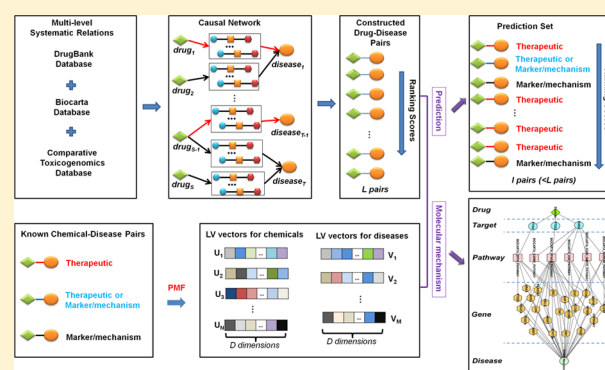 Multi-level
Systematic Relations
DrugBank
Database
Biocarta
Database
Comparative
Toxicogenomics
Database
Causal Network
drug1
...
disease1
drug2
...
drugS-1
...
diseaseT-1
...
drugS
...
diseaseT
Constructed
Drug-Disease
Pairs
Ranking Scores
L pairs
Prediction
Molecular mechanism
Prediction Set
Therapeutic
Therapeutic or
Marker/mechanism
Marker/mechanism
Therapeutic
...
Therapeutic
Therapeutic
Marker/mechanism
l pairs (<L pairs)
Known Chemical-Disease Pairs
Therapeutic
Therapeutic or
Marker/mechanism
Marker/mechanism
PMF
LV vectors for chemicals
U1
...
U2
...
U3
...
UN
...
D dimensions
LV vectors for diseases
V1
...
V2
...
VM
...
D dimensions
Drug
Target
Pathway
Gene
Disease